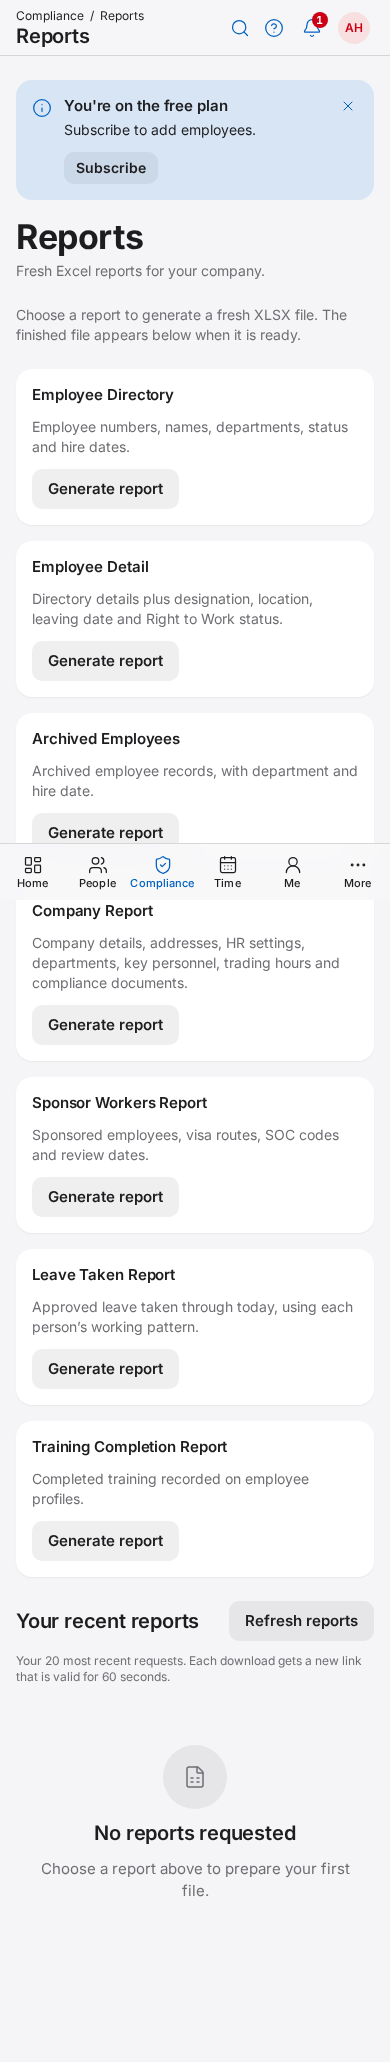 Compliance / Reports
Reports
1
AH
You're on the free plan
Subscribe to add employees.
Subscribe
Reports
Fresh Excel reports for your company.
Choose a report to generate a fresh XLSX file. The
finished file appears below when it is ready.
Employee Directory
Employee numbers, names, departments, status
and hire dates.
Generate report
Employee Detail
Directory details plus designation, location,
leaving date and Right to Work status.
Generate report
Archived Employees
Archived employee records, with department and
hire date.
Generate report
Home
People
Compliance
Time
Me
More
Company Report
Company details, addresses, HR settings,
departments, key personnel, trading hours and
compliance documents.
Generate report
Sponsor Workers Report
Sponsored employees, visa routes, SOC codes
and review dates.
Generate report
Leave Taken Report
Approved leave taken through today, using each
person’s working pattern.
Generate report
Training Completion Report
Completed training recorded on employee
profiles.
Generate report
Your recent reports
Refresh reports
Your 20 most recent requests. Each download gets a new link
that is valid for 60 seconds.
No reports requested
Choose a report above to prepare your first
file.